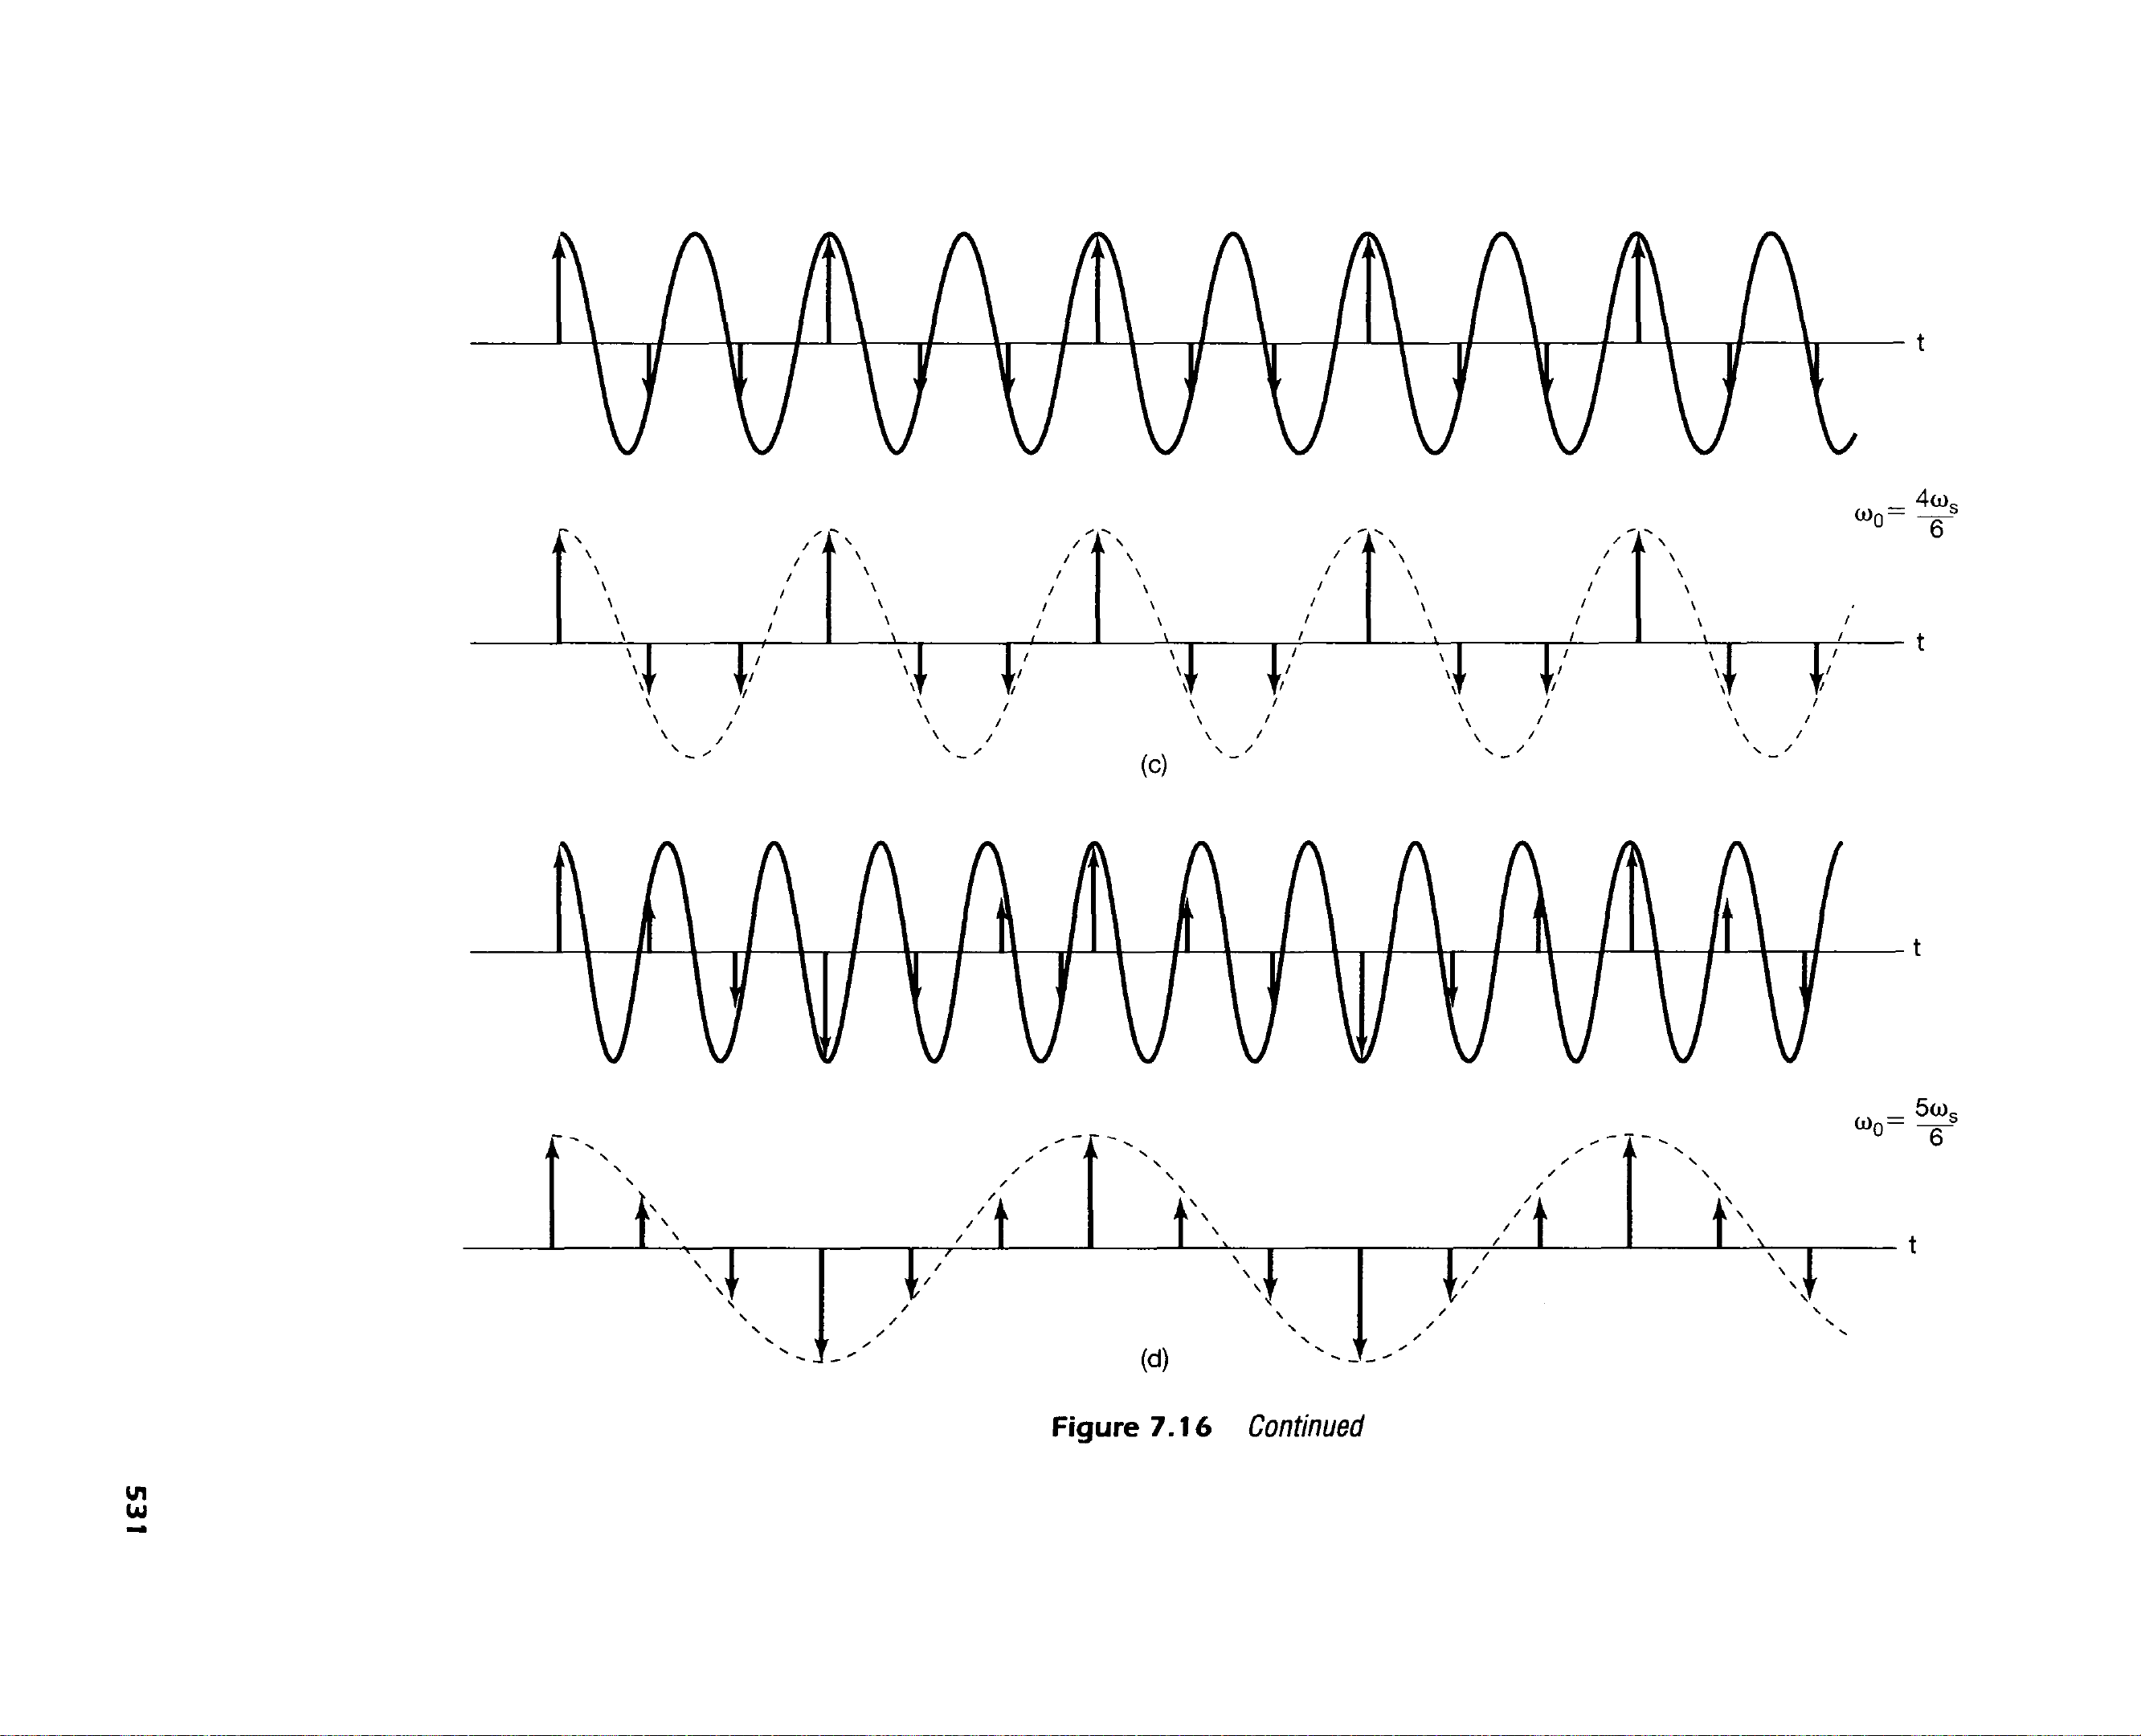 t
ω₀= 4ωₛ/6
t
(c)
t
ω₀= 5ωₛ/6
t
(d)
Figure 7.16 Continued
531